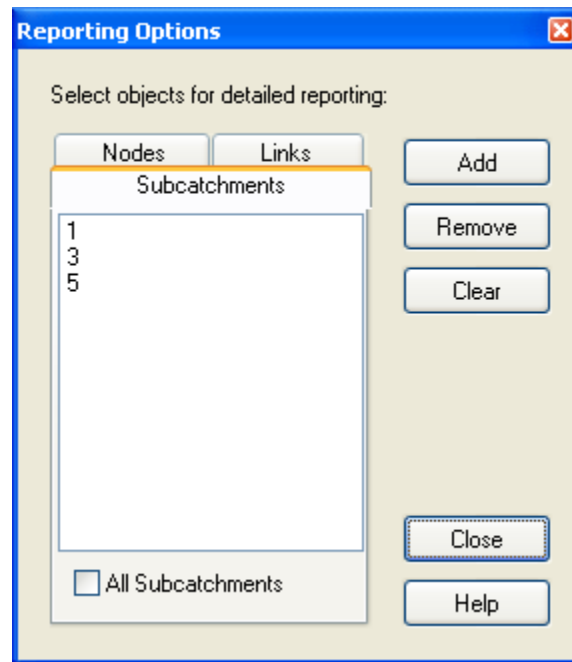 Reporting Options
Select objects for detailed reporting:
Nodes
Links
Subcatchments
1
3
5
All Subcatchments
Add
Remove
Clear
Close
Help